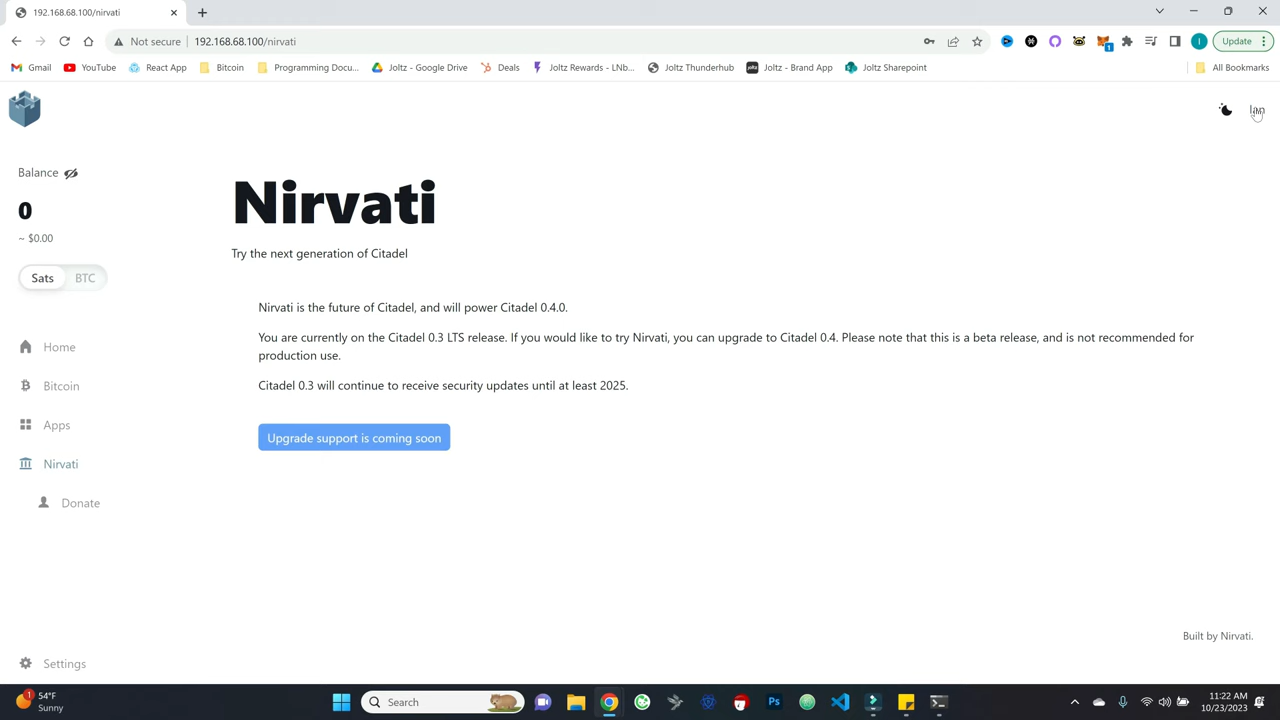 192.168.68.100/nirvati
Not secure
192.168.68.100/nirvati
1
I
Update
Gmail
YouTube
React App
Bitcoin
Programming Docu...
Joltz - Google Drive
Deals
Joltz Rewards - LNb...
Joltz Thunderhub
Joltz - Brand App
Joltz Sharepoint
All Bookmarks
Ian
Balance
0
~ $0.00
Sats
BTC
Home
Bitcoin
Apps
Nirvati
Donate
Settings
Nirvati
Try the next generation of Citadel
Nirvati is the future of Citadel, and will power Citadel 0.4.0.
You are currently on the Citadel 0.3 LTS release. If you would like to try Nirvati, you can upgrade to Citadel 0.4. Please note that this is a beta release, and is not recommended for
production use.
Citadel 0.3 will continue to receive security updates until at least 2025.
Upgrade support is coming soon
Built by Nirvati.
1
54°F
Sunny
Search
Ps
11:22 AM
10/23/2023